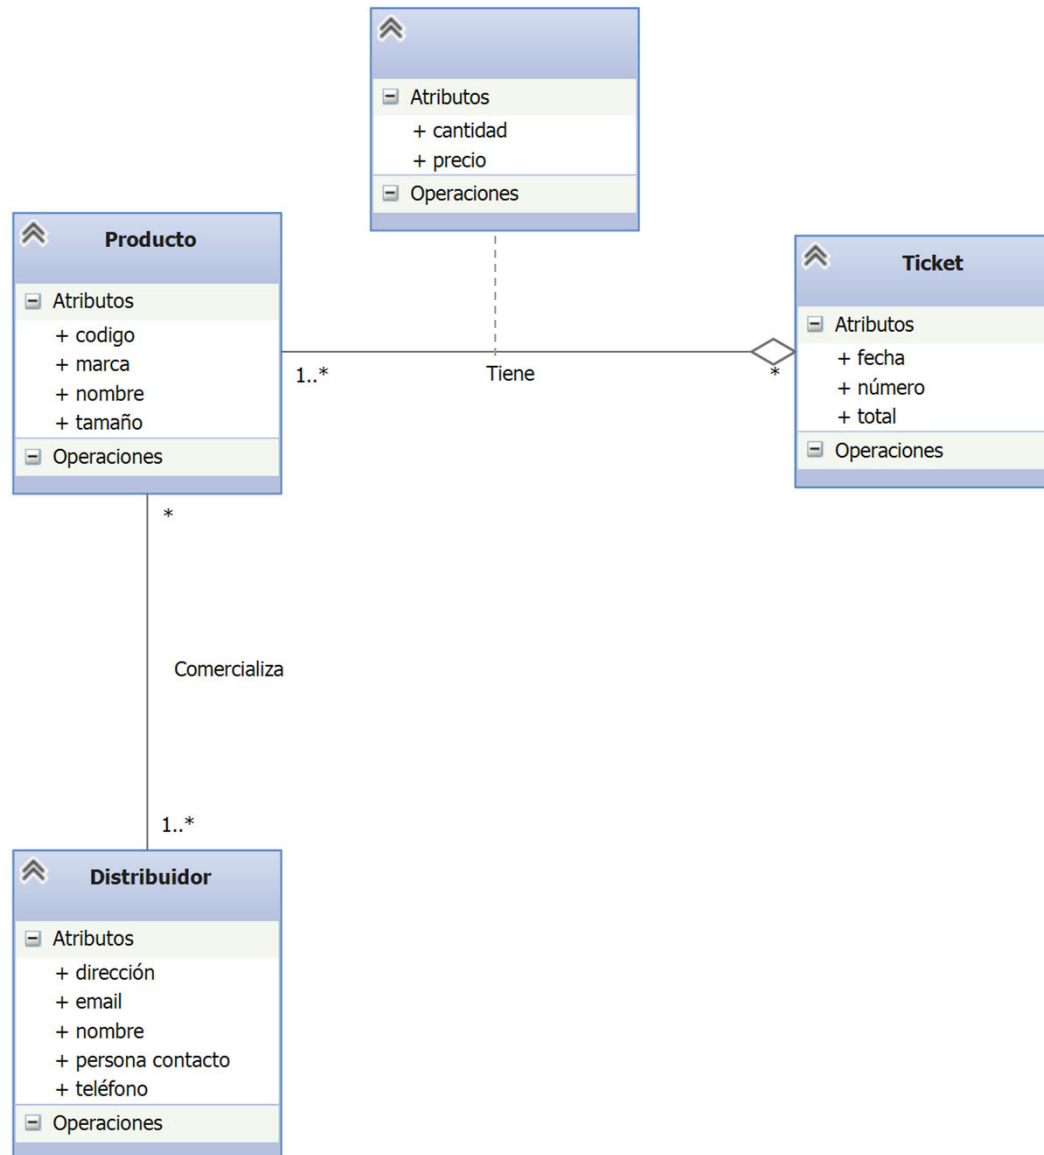 Atributos
+ cantidad
+ precio
Operaciones
Producto
Atributos
+ codigo
+ marca
+ nombre
+ tamaño
Operaciones
1..*
Tiene
*
Ticket
Atributos
+ fecha
+ número
+ total
Operaciones
*
Comercializa
1..*
Distribuidor
Atributos
+ dirección
+ email
+ nombre
+ persona contacto
+ teléfono
Operaciones